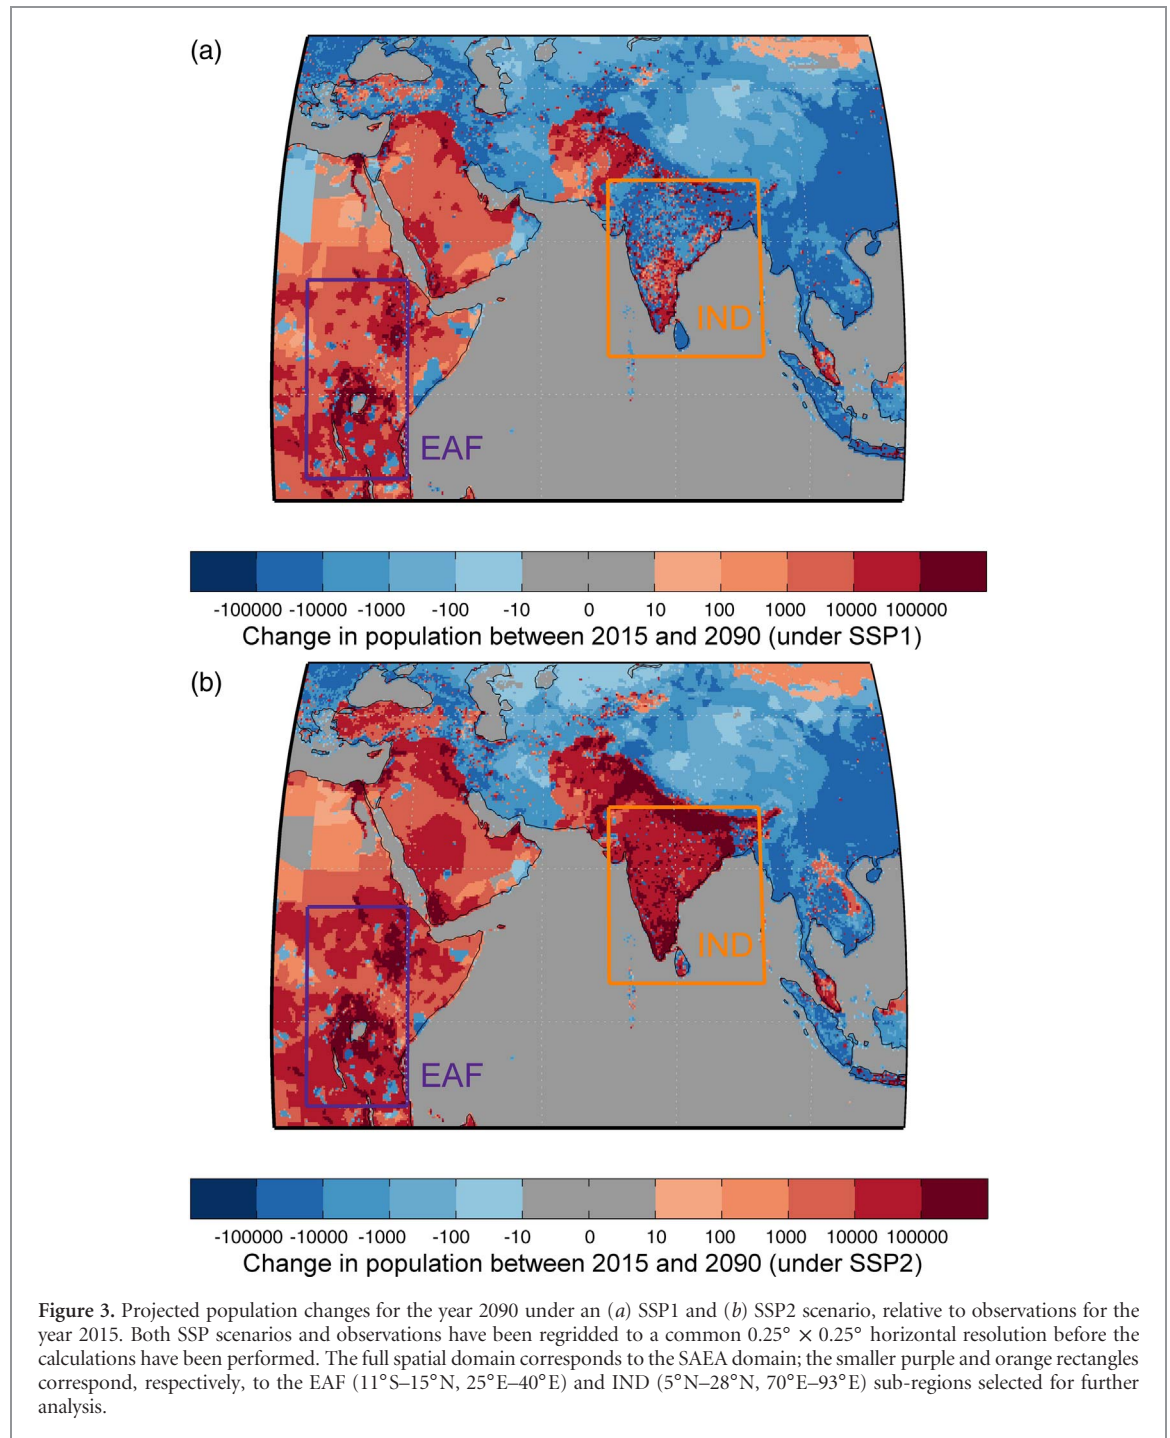 (a)
IND
EAF
-100000 -10000 -1000 -100 -10 0 10 100 1000 10000 100000
Change in population between 2015 and 2090 (under SSP1)
(b)
IND
EAF
-100000 -10000 -1000 -100 -10 0 10 100 1000 10000 100000
Change in population between 2015 and 2090 (under SSP2)
Figure 3. Projected population changes for the year 2090 under an (a) SSP1 and (b) SSP2 scenario, relative to observations for the
year 2015. Both SSP scenarios and observations have been regridded to a common 0.25° × 0.25° horizontal resolution before the
calculations have been performed. The full spatial domain corresponds to the SAEA domain; the smaller purple and orange rectangles
correspond, respectively, to the EAF (11°S–15°N, 25°E–40°E) and IND (5°N–28°N, 70°E–93°E) sub-regions selected for further
analysis.